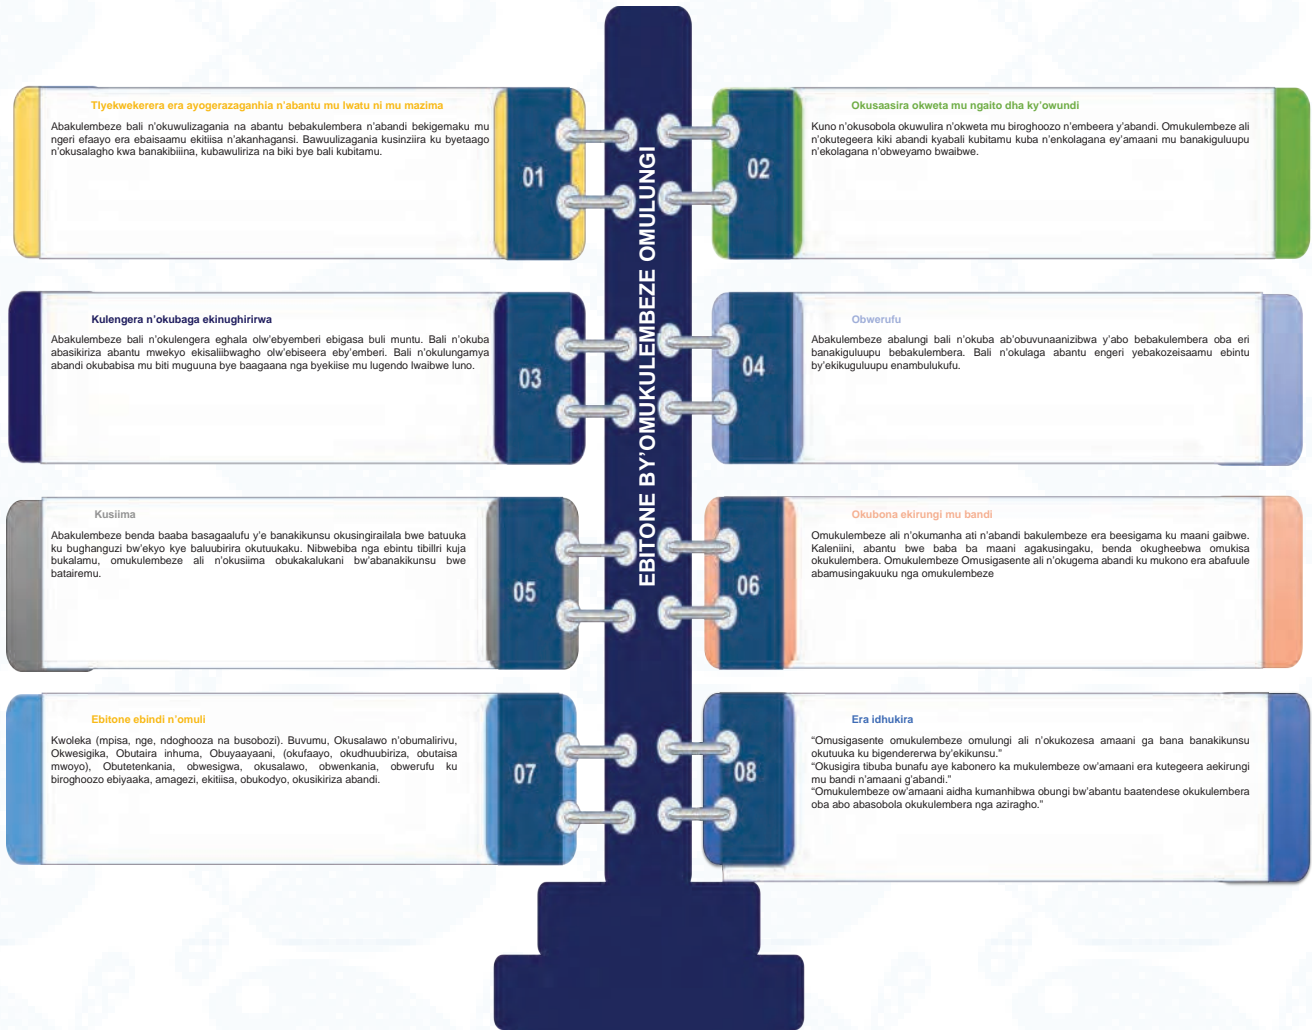 EBITONE BY'OMUKULEMBEZE OMULUNGI
01
TIyekwekerera era ayogerazaganhia n'abantu mu lwatu ni mu mazima
Abakulembeze bali n'okuwulizagania na abantu bebakulembera n'abandi bekigemaku mu
ngeri efaayo era ebaisaamu ekitiisa n'akanhagansi. Bawuulizagania kusinziira ku byetaago
n'okusalagho kwa banakibiina, kubawuliriza na biki bye bali kubitamu.
02
Okusaasira okweta mu ngaito dha ky'owundi
Kuno n'okusobola okuwulira n'okweta mu biroghoozo n'embeera y'abandi. Omukulembeze ali
n'okutegeera kiki abandi kyabali kubitamu kuba n'enkolagana ey'amaani mu banakiguluupu
n'ekolagana n'obweyamo bwaibwe.
03
Kulengera n'okubaga ekinughirirwa
Abakulembeze bali n'okulengera eghala olw'ebyemberi ebigasa buli muntu. Bali n'okuba
abasikiriza abantu mwekyo ekisaliibwagho olw'ebiseera eby'emberi. Bali n'okulungamya
abandi okubabisa mu biti muguuna bye baagaana nga byekiise mu lugendo lwaibwe luno.
04
Obwerufu
Abakulembeze abalungi bali n'okuba ab'obuvunaanizibwa y'abo bebakulembera oba eri
banakiguluupu bebakulembera. Bali n'okulaga abantu engeri yebakozeisaamu ebintu
by'ekikuguluupu enambulukufu.
05
Kusiima
Abakulembeze benda baaba basagaalufu y'e banakikunsu okusingirailala bwe batuuka
ku bughanguzi bw'ekyo kye baluubirira okutuukaku. Nibwebiba nga ebintu tibillri kuja
bukalamu, omukulembeze ali n'okusiima obukakalukani bw'abanakikunsu bwe
batairemu.
06
Okubona ekirungi mu bandi
Omukulembeze ali n'okumanha ati n'abandi bakulembeze era beesigama ku maani gaibwe.
Kaleniini, abantu bwe baba ba maani agakusingaku, benda okugheebwa omukisa
okukulembera. Omukulembeze Omusigasente ali n'okugema abandi ku mukono era abafuule
abamusingakuuku nga omukulembeze
07
Ebitone ebindi n'omuli
Kwoleka (mpisa, nge, ndoghooza na busobozi). Buvumu, Okusalawo n'obumalirivu,
Okwesigika, Obutaira inhuma, Obuyaayaani, (okufaayo, okudhuubiriza, obutaisa
mwoyo), Obutetenkania, obwesigwa, okusalawo, obwenkania, obwerufu ku
biroghoozo ebiyaaka, amagezi, ekitiisa, obukodyo, okusikiriza abandi.
08
Era idhukira
“Omusigasente omukulembeze omulungi ali n'okukozesa amaani ga bana banakikunsu
okutuuka ku bigendererwa by'ekikunsu.”
“Okusigira tibuba bunafu aye kabonero ka mukulembeze ow'amaani era kutegeera aekirungi
mu bandi n'amaani g'abandi.”
“Omukulembeze ow'amaani aidha kumanhibwa obungi bw'abantu baatendese okukulembera
oba abo abasobola okukulembera nga aziragho.”